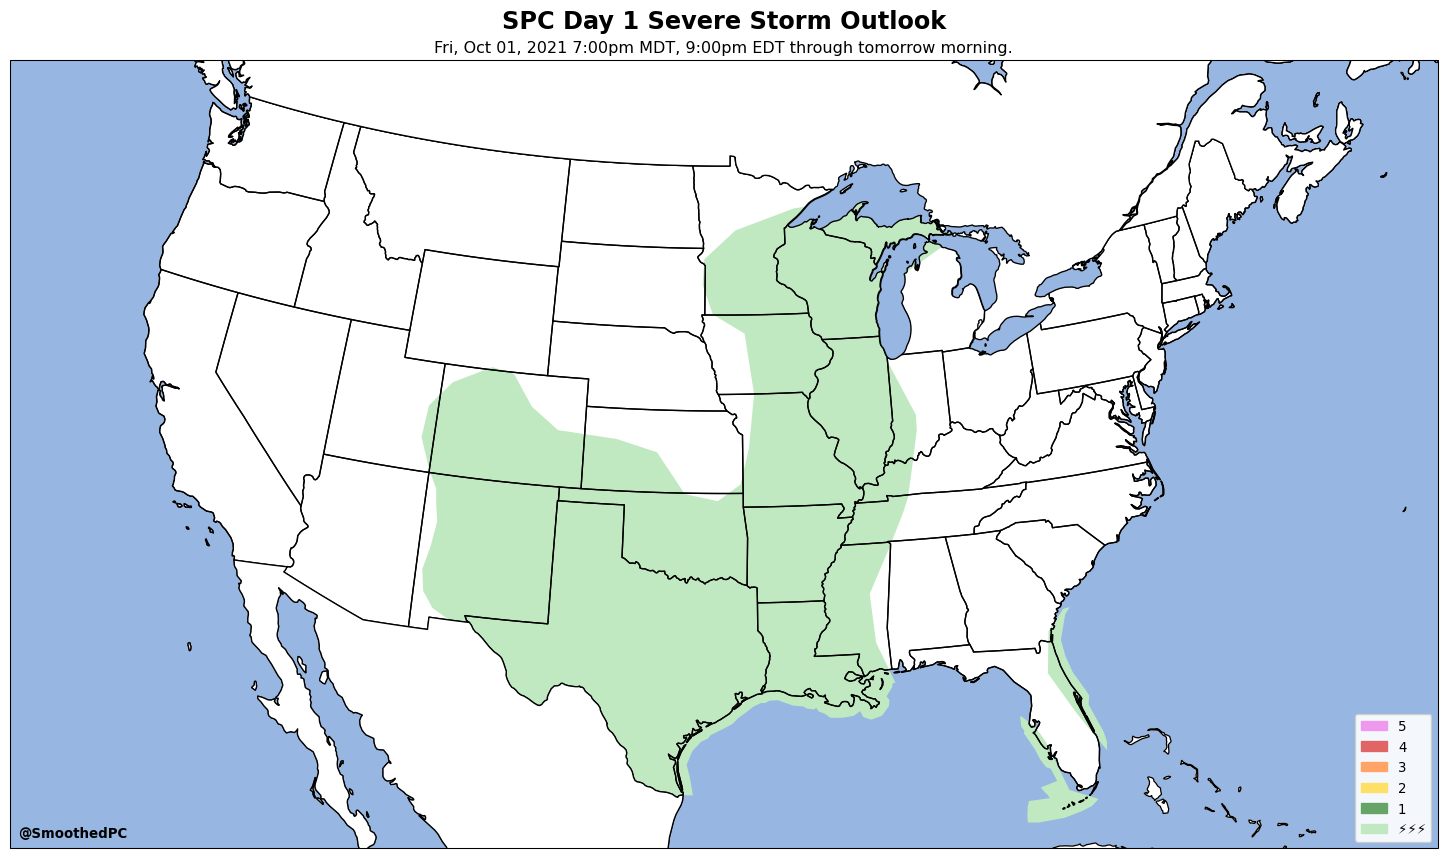 SPC Day 1 Severe Storm Outlook
Fri, Oct 01, 2021 7:00pm MDT, 9:00pm EDT through tomorrow morning.
5
4
3
2
1
⚡⚡⚡
@SmoothedPC